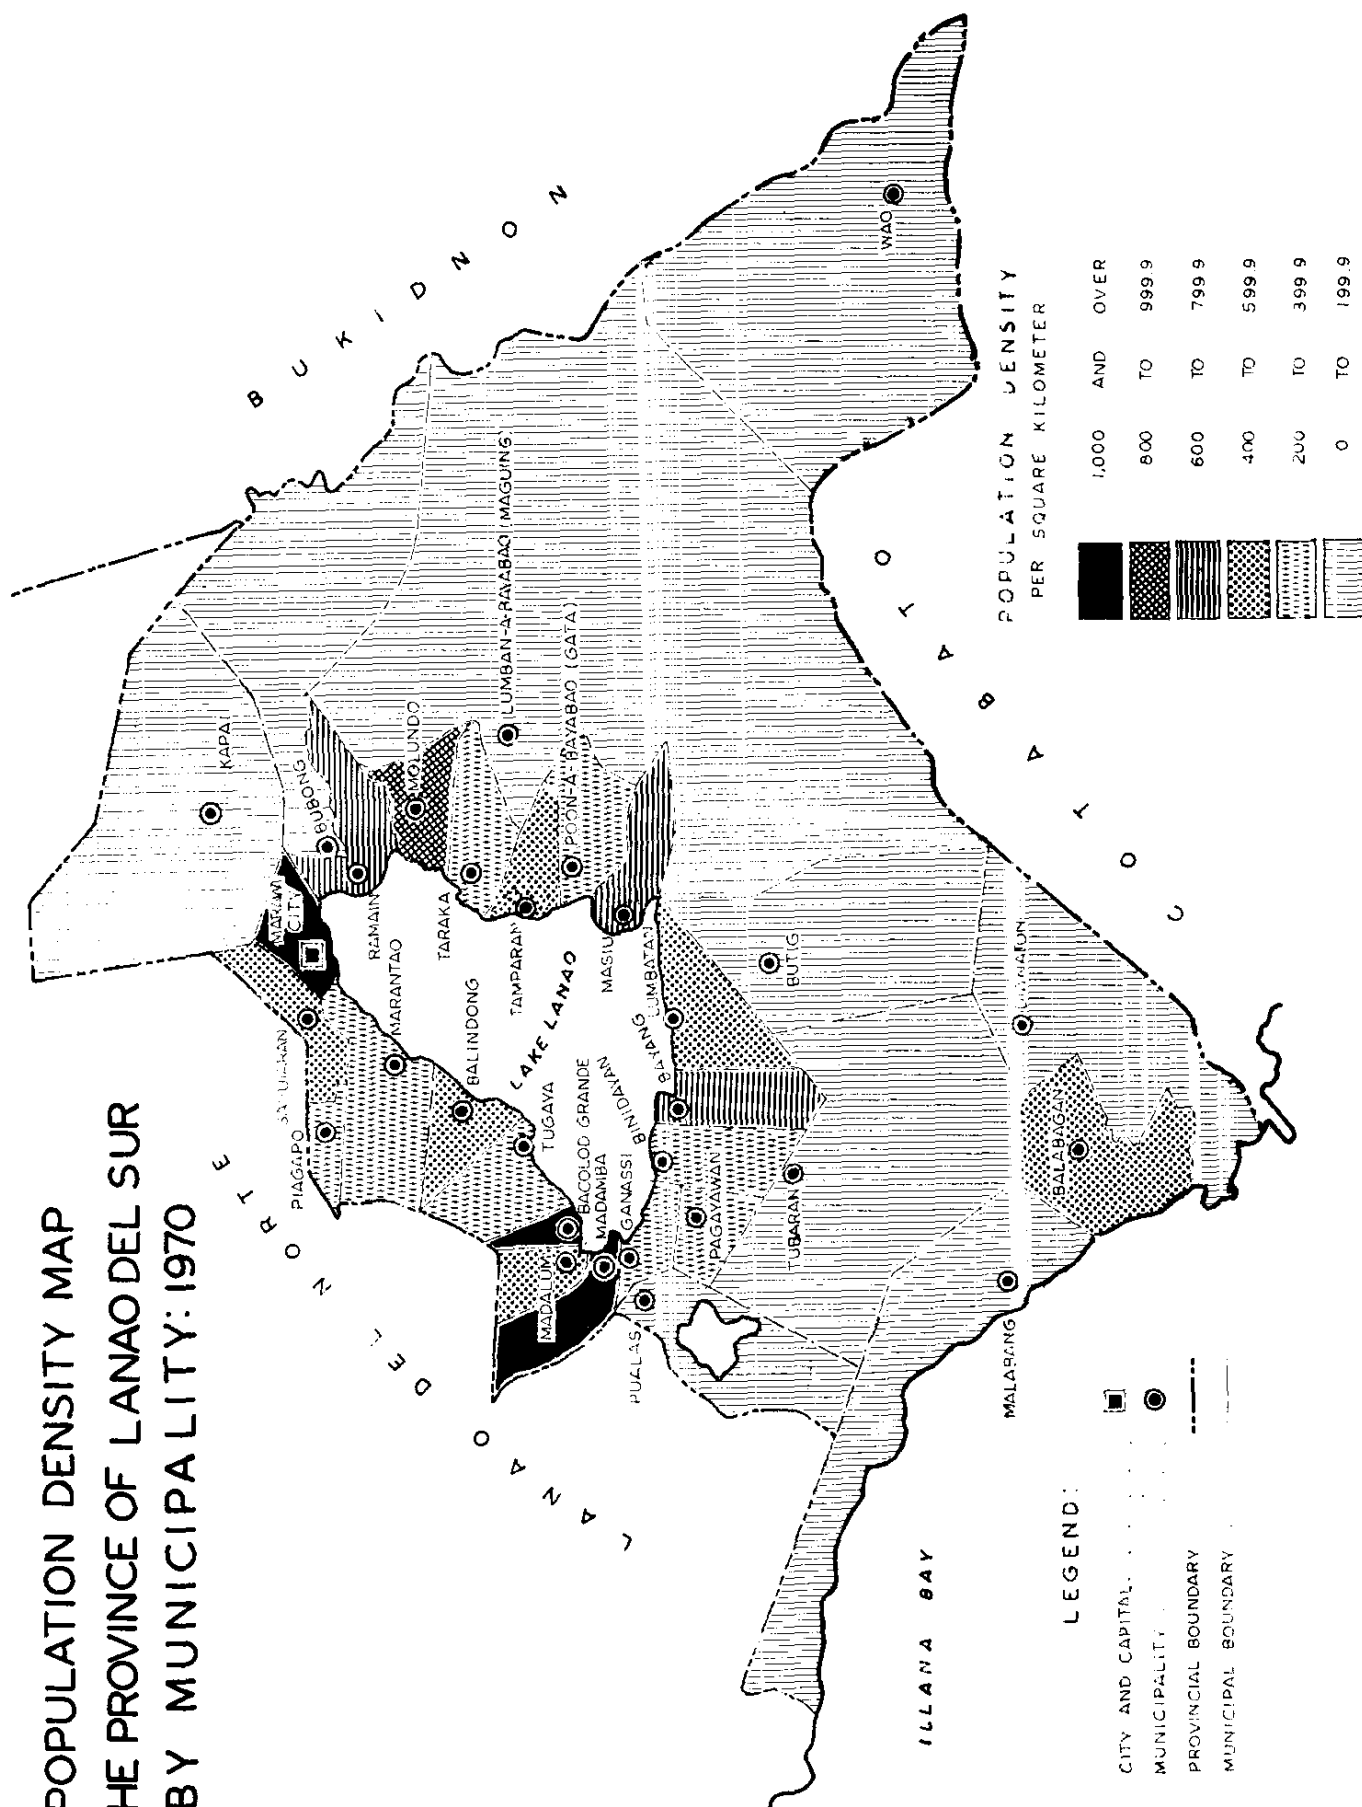 POPULATION DENSITY MAP
HE PROVINCE OF LANAO DEL SUR
BY MUNICIPALITY: 1970
BUKIDNON
LANAO DEL NORTE
COTABATO
ILLANA BAY
LAKE LANAO
KAPAI
BUBONG
MARAWI
CITY
RAMAIN
MOLUNDO
LUMBAN-A-BAYABAO (MAGUING)
TARAKA
TAMPARAN
POON-A-BAYABAO (GATA)
MASIU
LUMBATAN
BAYANG
BINIDAYAN
GANASSI
MADAMBA
BACOLOD GRANDE
TUGAYA
BALINDONG
MARANTAO
PIAGAPO
MADALUM
PUALAS
PAGAYAWAN
UBARAN
BUTIG
BALABAGAN
MALABANG
WAO
POPULATION DENSITY
PER SQUARE KILOMETER
1,000 AND OVER
800 TO 999.9
600 TO 799.9
400 TO 599.9
200 TO 399.9
0 TO 199.9
LEGEND:
CITY AND CAPITAL
MUNICIPALITY
PROVINCIAL BOUNDARY
MUNICIPAL BOUNDARY